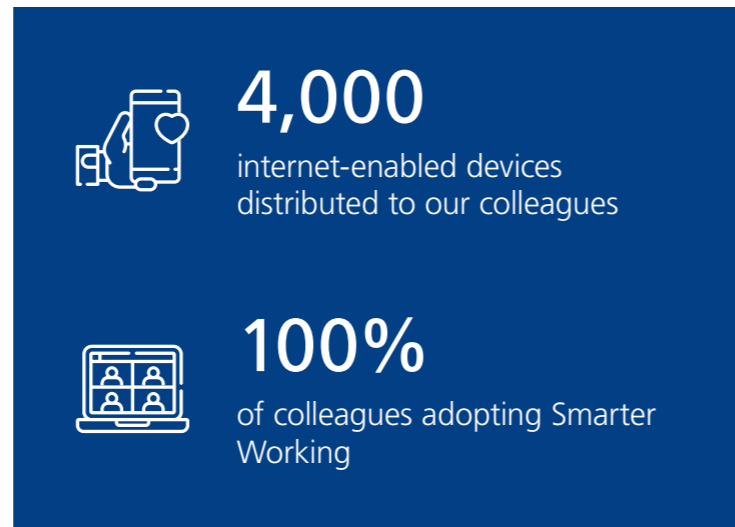 4,000
internet-enabled devices
distributed to our colleagues
100%
of colleagues adopting Smarter
Working